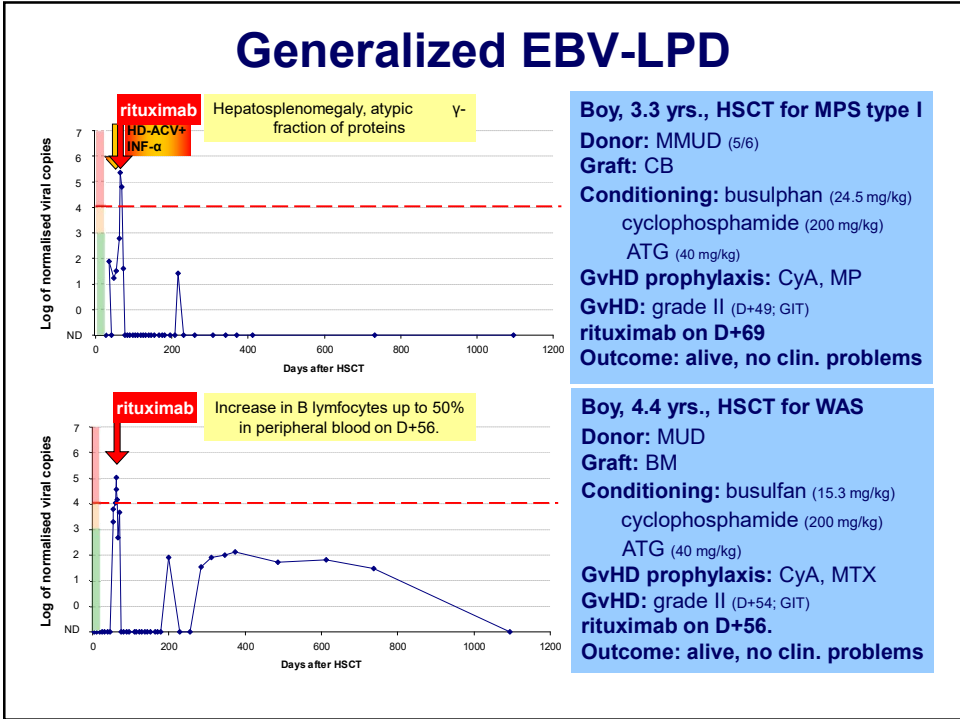 Generalized EBV-LPD
rituximab
HD-ACV+
INF-α
Hepatosplenomegaly, atypic γ-
fraction of proteins
Log of normalised viral copies
7
6
5
4
3
2
1
0
ND
0 200 400 600 800 1000 1200
Days after HSCT
Boy, 3.3 yrs., HSCT for MPS type I
Donor: MMUD (5/6)
Graft: CB
Conditioning: busulphan (24.5 mg/kg)
cyclophosphamide (200 mg/kg)
ATG (40 mg/kg)
GvHD prophylaxis: CyA, MP
GvHD: grade II (D+49; GIT)
rituximab on D+69
Outcome: alive, no clin. problems
rituximab
Increase in B lymfocytes up to 50%
in peripheral blood on D+56.
Log of normalised viral copies
7
6
5
4
3
2
1
0
ND
0 200 400 600 800 1000 1200
Days after HSCT
Boy, 4.4 yrs., HSCT for WAS
Donor: MUD
Graft: BM
Conditioning: busulfan (15.3 mg/kg)
cyclophosphamide (200 mg/kg)
ATG (40 mg/kg)
GvHD prophylaxis: CyA, MTX
GvHD: grade II (D+54; GIT)
rituximab on D+56.
Outcome: alive, no clin. problems